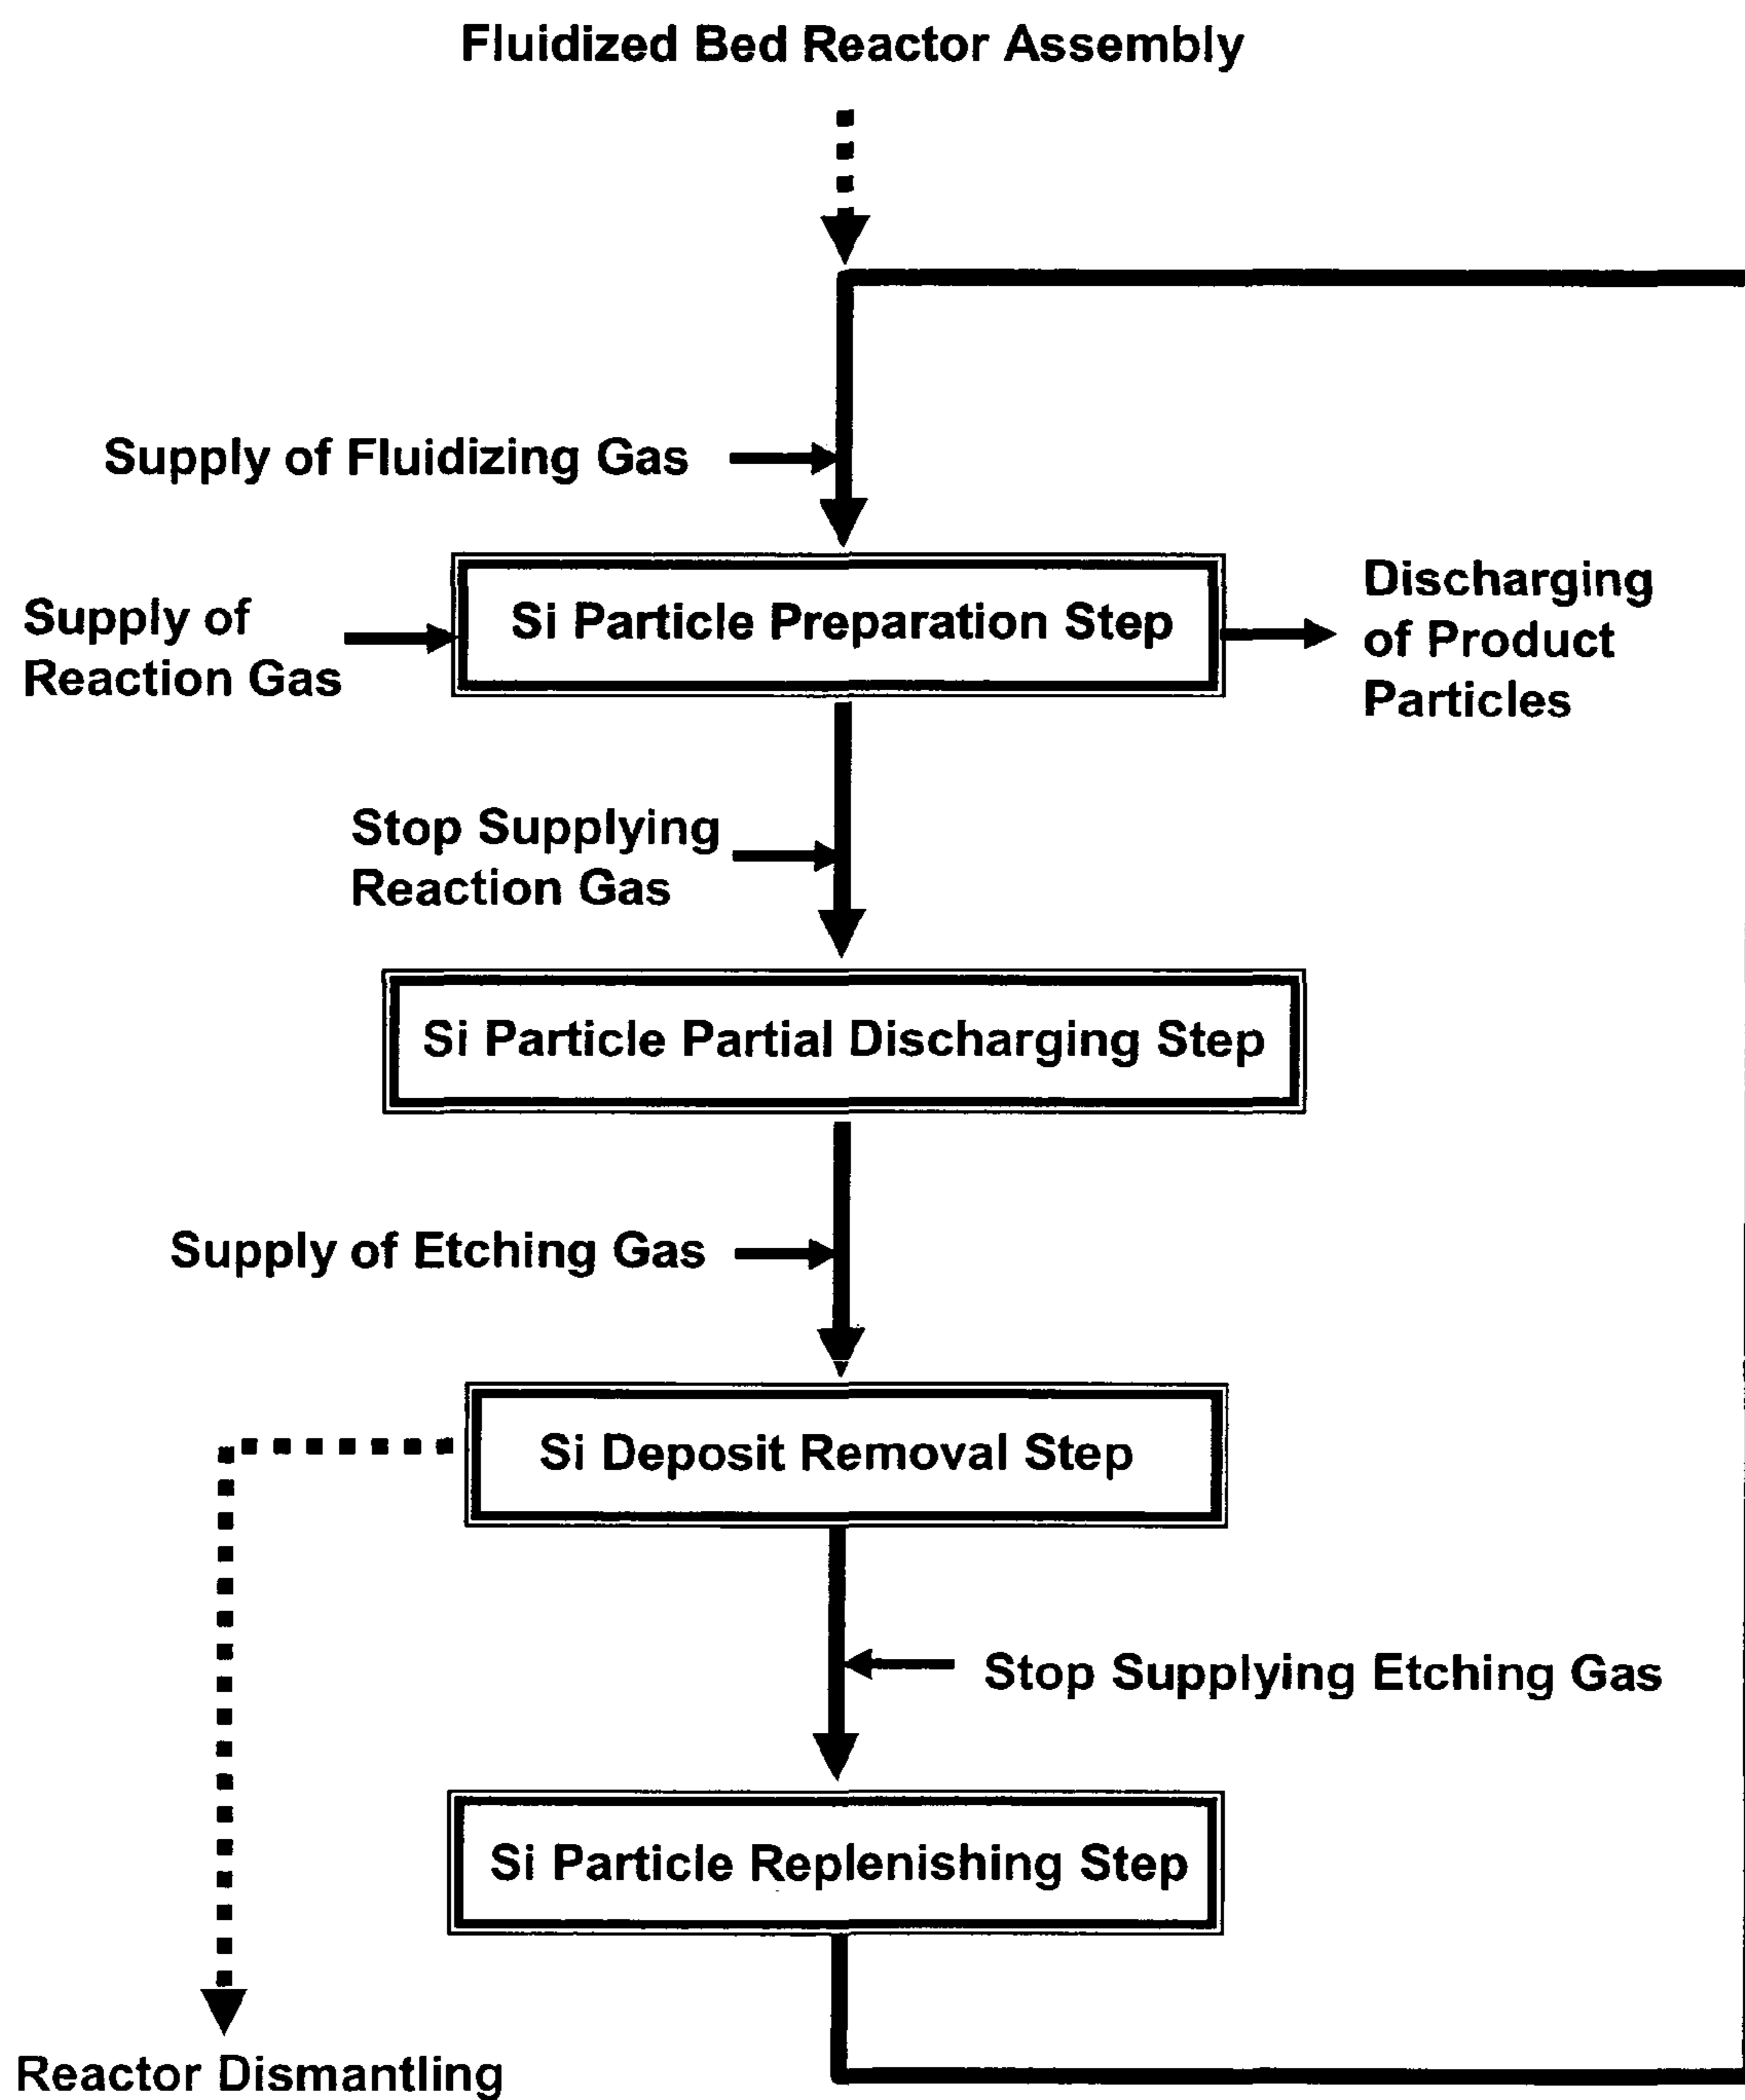 Fluidized Bed Reactor Assembly
Supply of Fluidizing Gas
Supply of
Reaction Gas
Si Particle Preparation Step
Discharging
of Product
Particles
Stop Supplying
Reaction Gas
Si Particle Partial Discharging Step
Supply of Etching Gas
Si Deposit Removal Step
Stop Supplying Etching Gas
Si Particle Replenishing Step
Reactor Dismantling